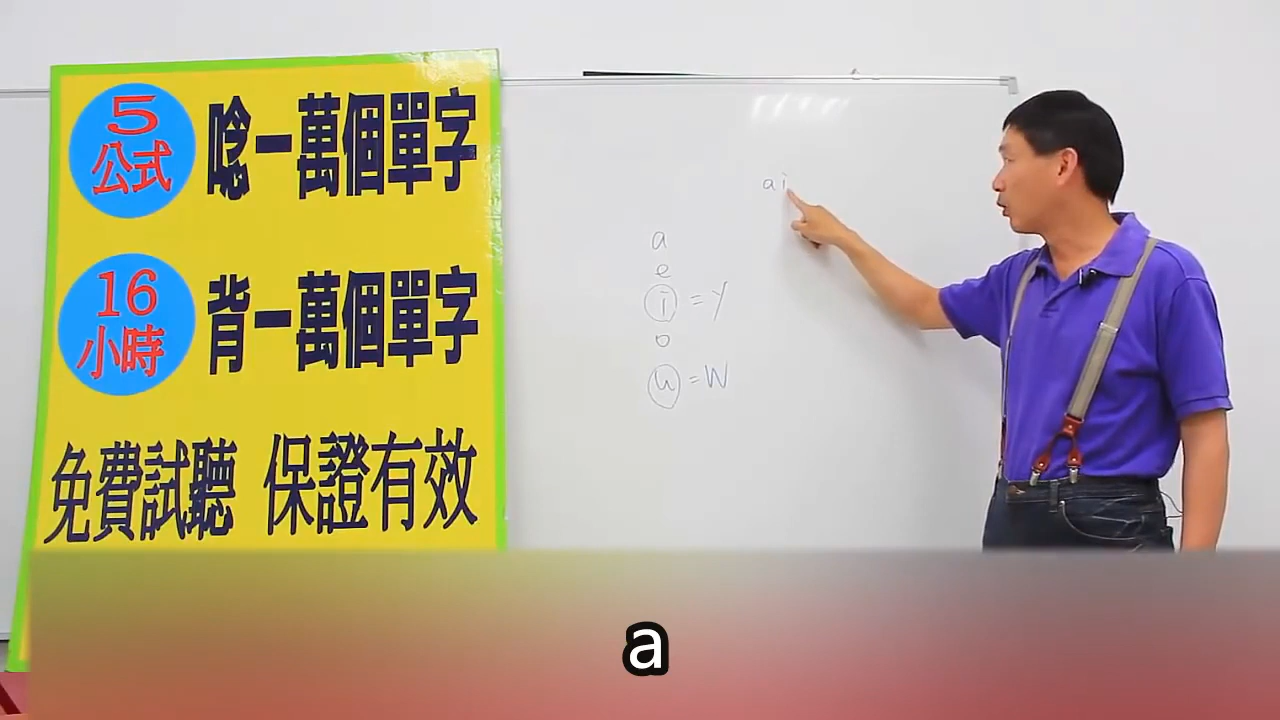 5
公式
唸一萬個單字
16
小時
背一萬個單字
免費試聽 保證有效
ai
a
e
i = y
o
u = w
a